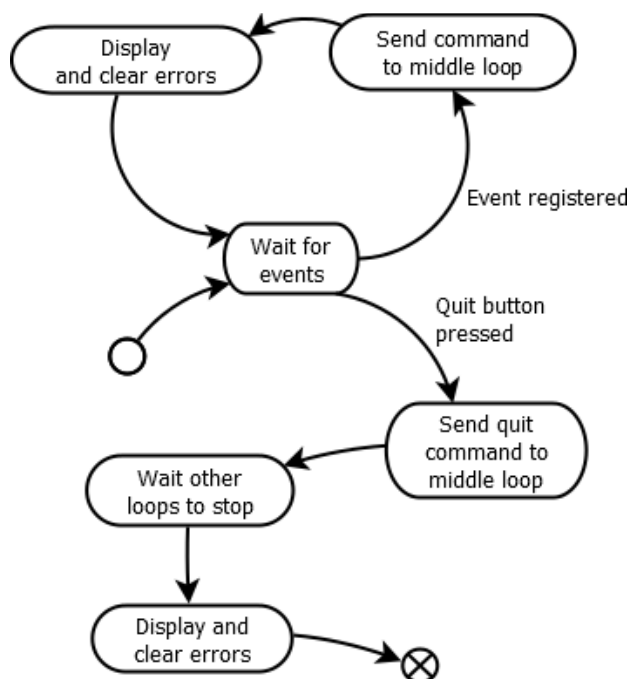 Display
and clear errors
Send command
to middle loop
Event registered
Wait for
events
Quit button
pressed
Send quit
command to
middle loop
Wait other
loops to stop
Display and
clear errors